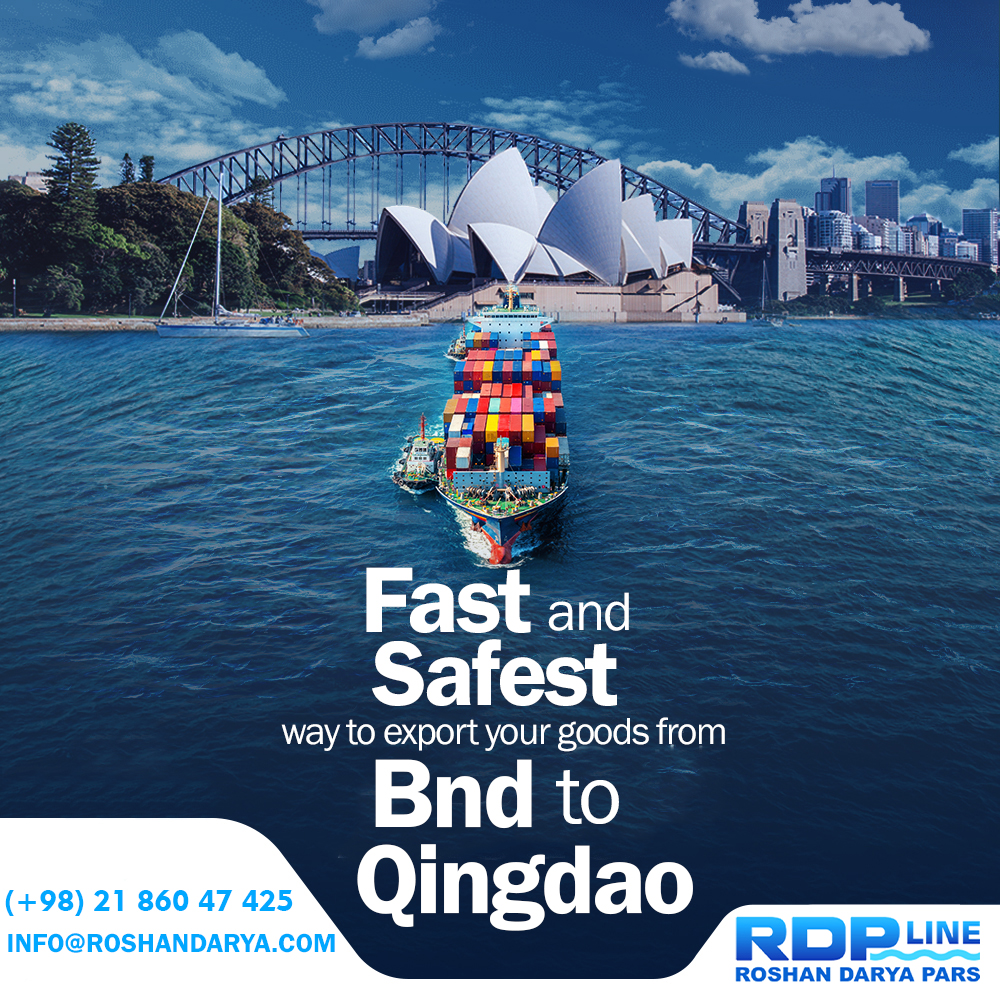 Fast and
Safest
way to export your goods from
Bnd to
Qingdao
(+98) 21 860 47 425
INFO@ROSHANDARYA.COM
RDP LINE
ROSHAN DARYA PARS